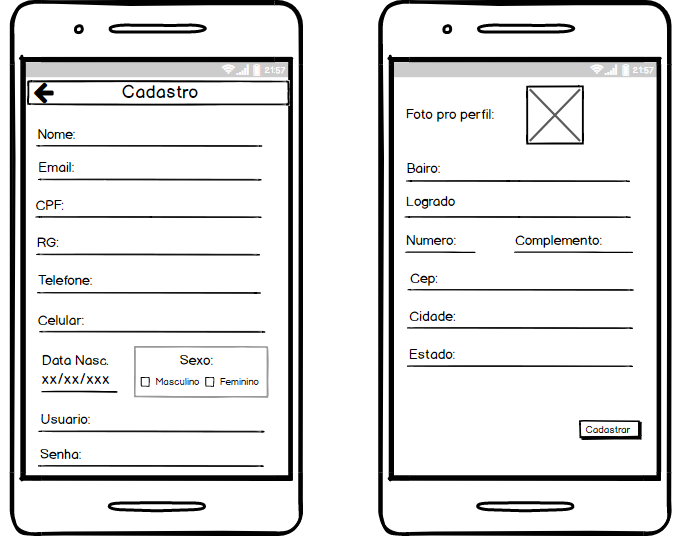 21:57
Cadastro
Nome:
Email:
CPF:
RG:
Telefone:
Celular:
Data Nasc. Sexo:
xx/xx/xxx Masculino Feminino
Usuario:
Senha:
21:57
Foto pro perfil:
Bairo:
Logrado
Numero: Complemento:
Cep:
Cidade:
Estado:
Cadastrar